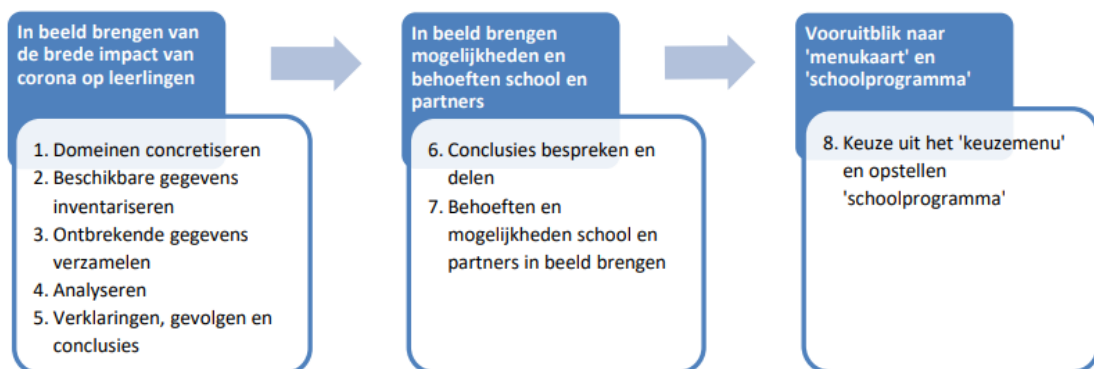 In beeld brengen van
de brede impact van
corona op leerlingen
1. Domeinen concretiseren
2. Beschikbare gegevens
inventariseren
3. Ontbrekende gegevens
verzamelen
4. Analyseren
5. Verklaringen, gevolgen en
conclusies
In beeld brengen
mogelijkheden en
behoeften school en
partners
6. Conclusies bespreken en
delen
7. Behoeften en
mogelijkheden school en
partners in beeld brengen
Vooruitblik naar
'menukaart' en
'schoolprogramma'
8. Keuze uit het 'keuzemenu'
en opstellen
'schoolprogramma'